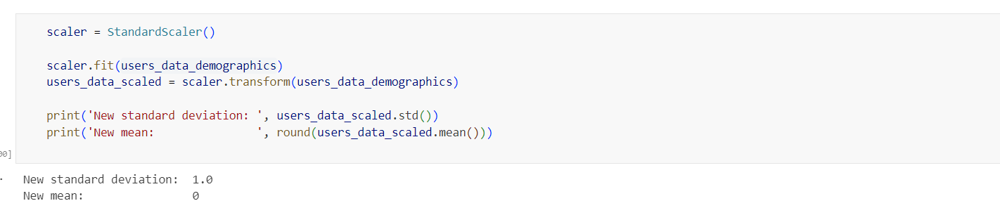 scaler = StandardScaler()
scaler.fit(users_data_demographics)
users_data_scaled = scaler.transform(users_data_demographics)
print('New standard deviation: ', users_data_scaled.std())
print('New mean:               ', round(users_data_scaled.mean()))
00]
New standard deviation:  1.0
New mean:                0